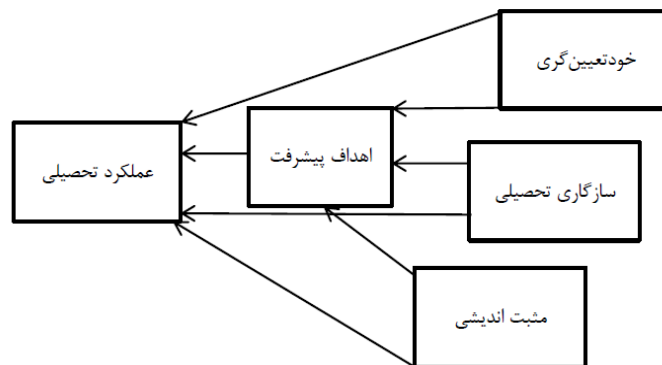 خودتعیین‌گری
اهداف پیشرفت
عملکرد تحصیلی
سازگاری تحصیلی
مثبت اندیشی